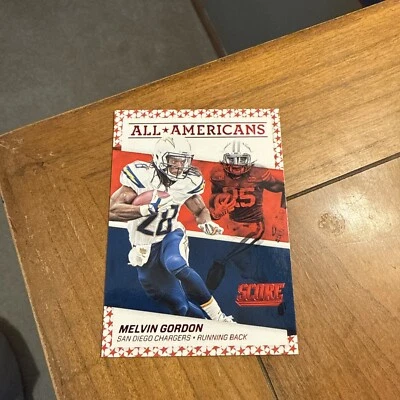 ALL★AMERICANS
28
25
SCORE
MELVIN GORDON
SAN DIEGO CHARGERS • RUNNING BACK